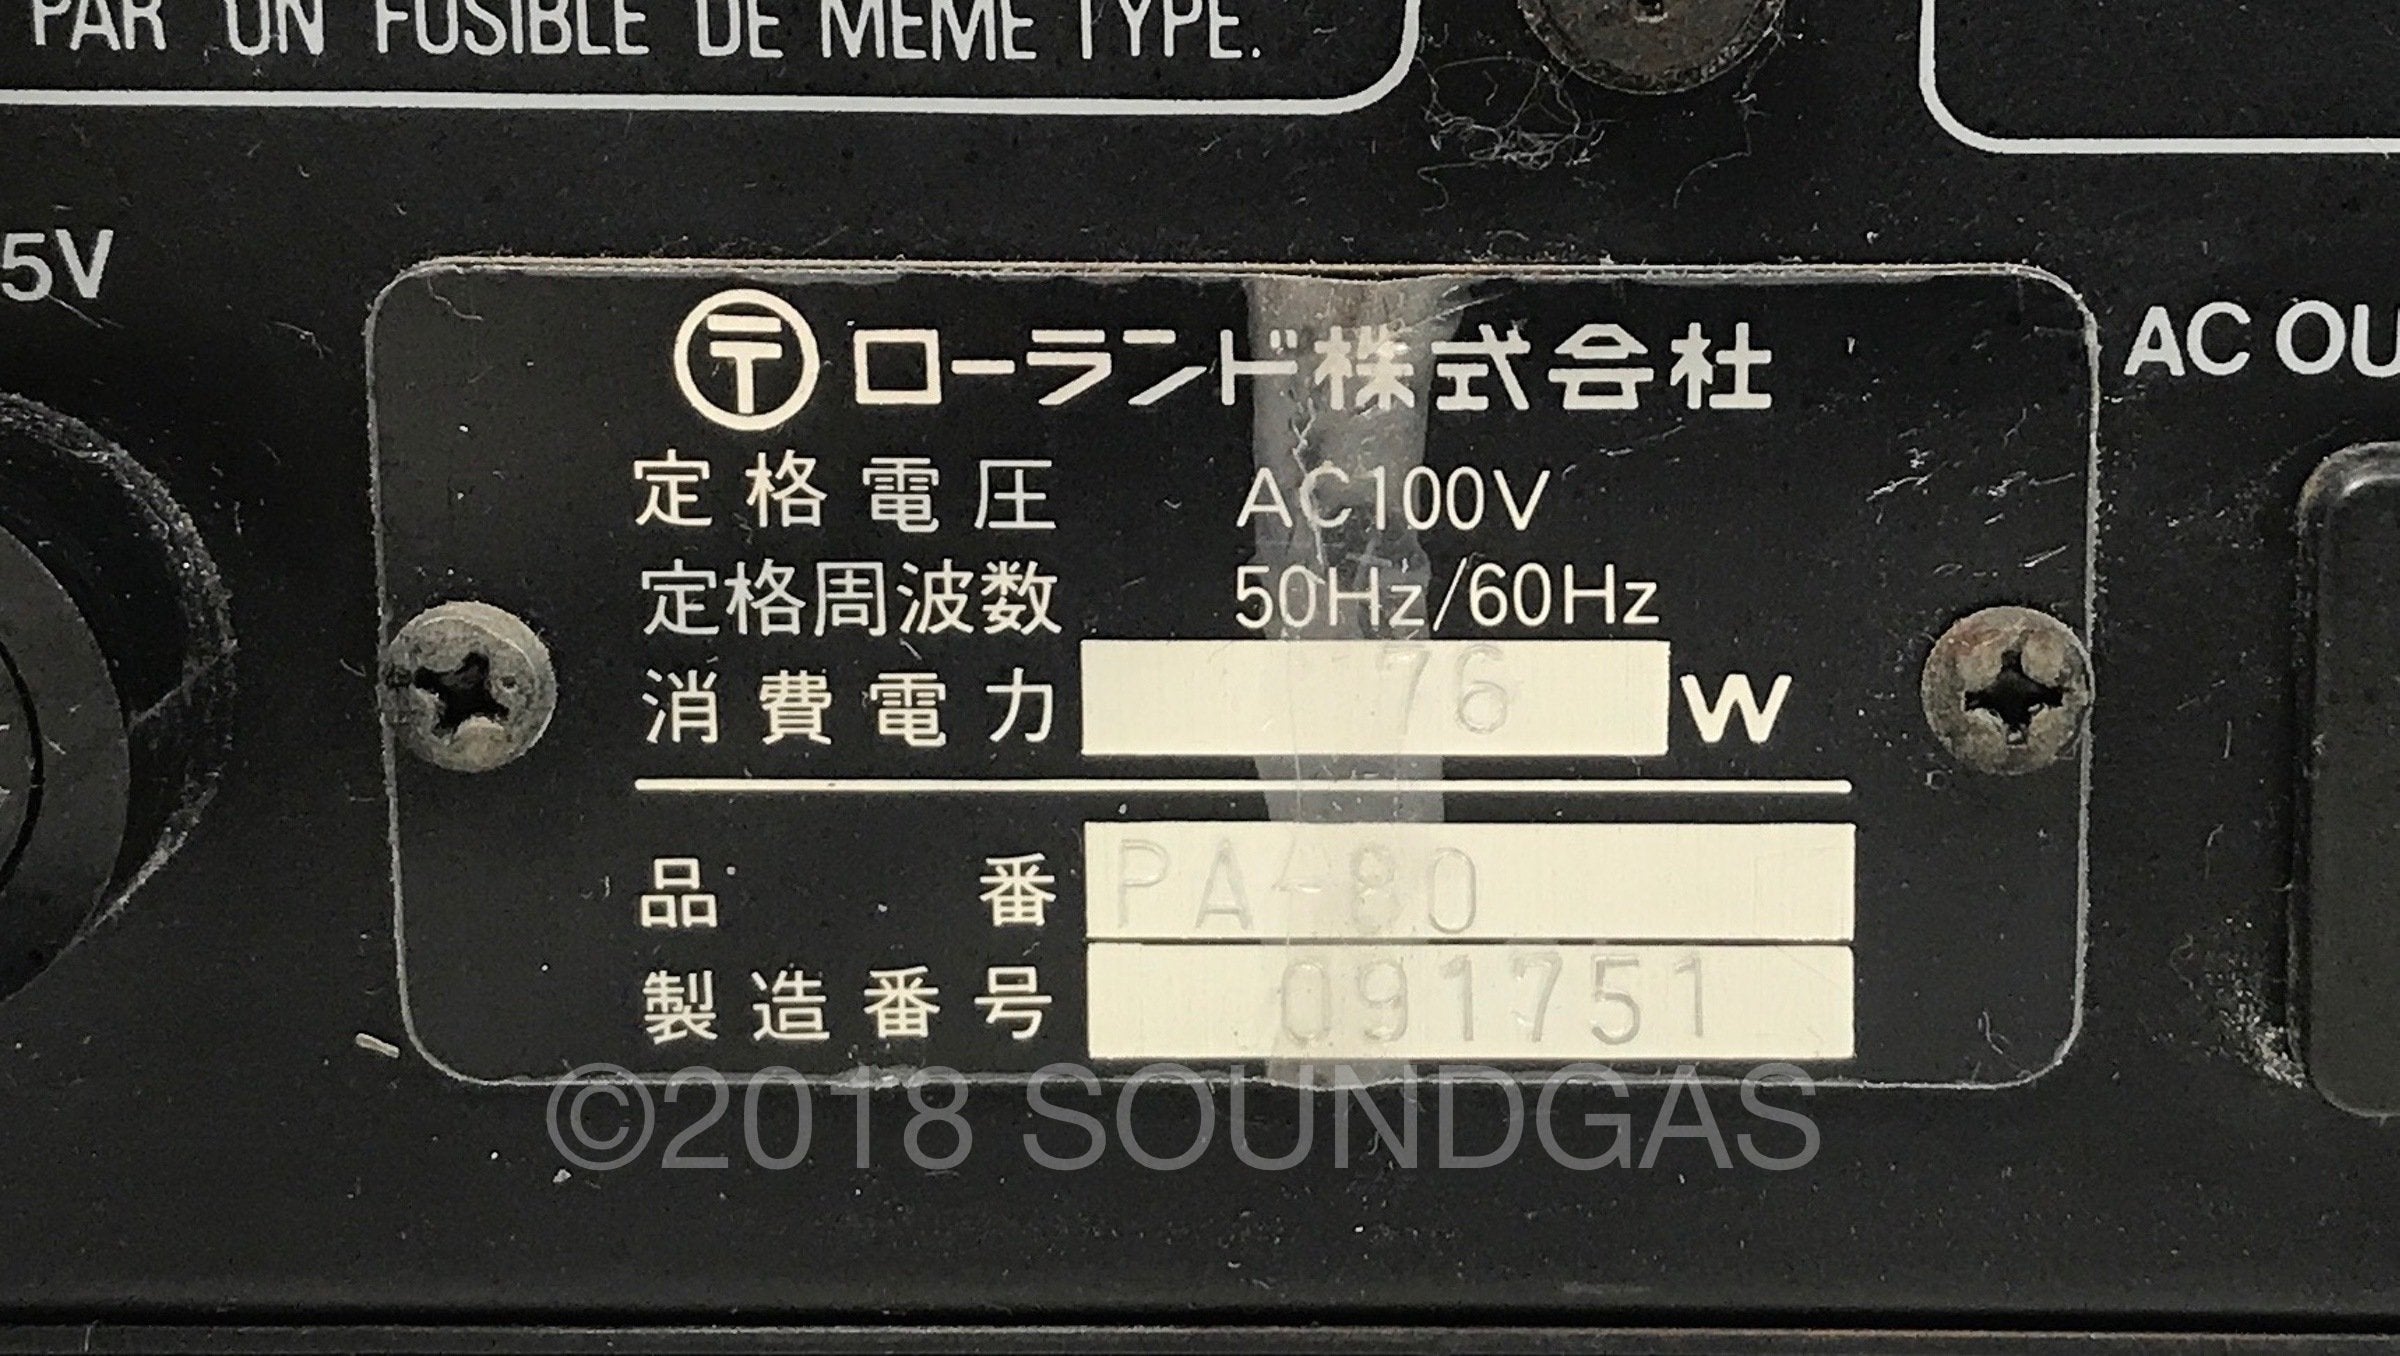 PAR UN FUSIBLE DE MEME TYPE.
5V
〶 ローランド株式会社
定格電圧 AC100V
定格周波数 50Hz/60Hz
消費電力 76 W
品番 PA-80
製造番号 091751
AC OU
©2018 SOUNDGAS